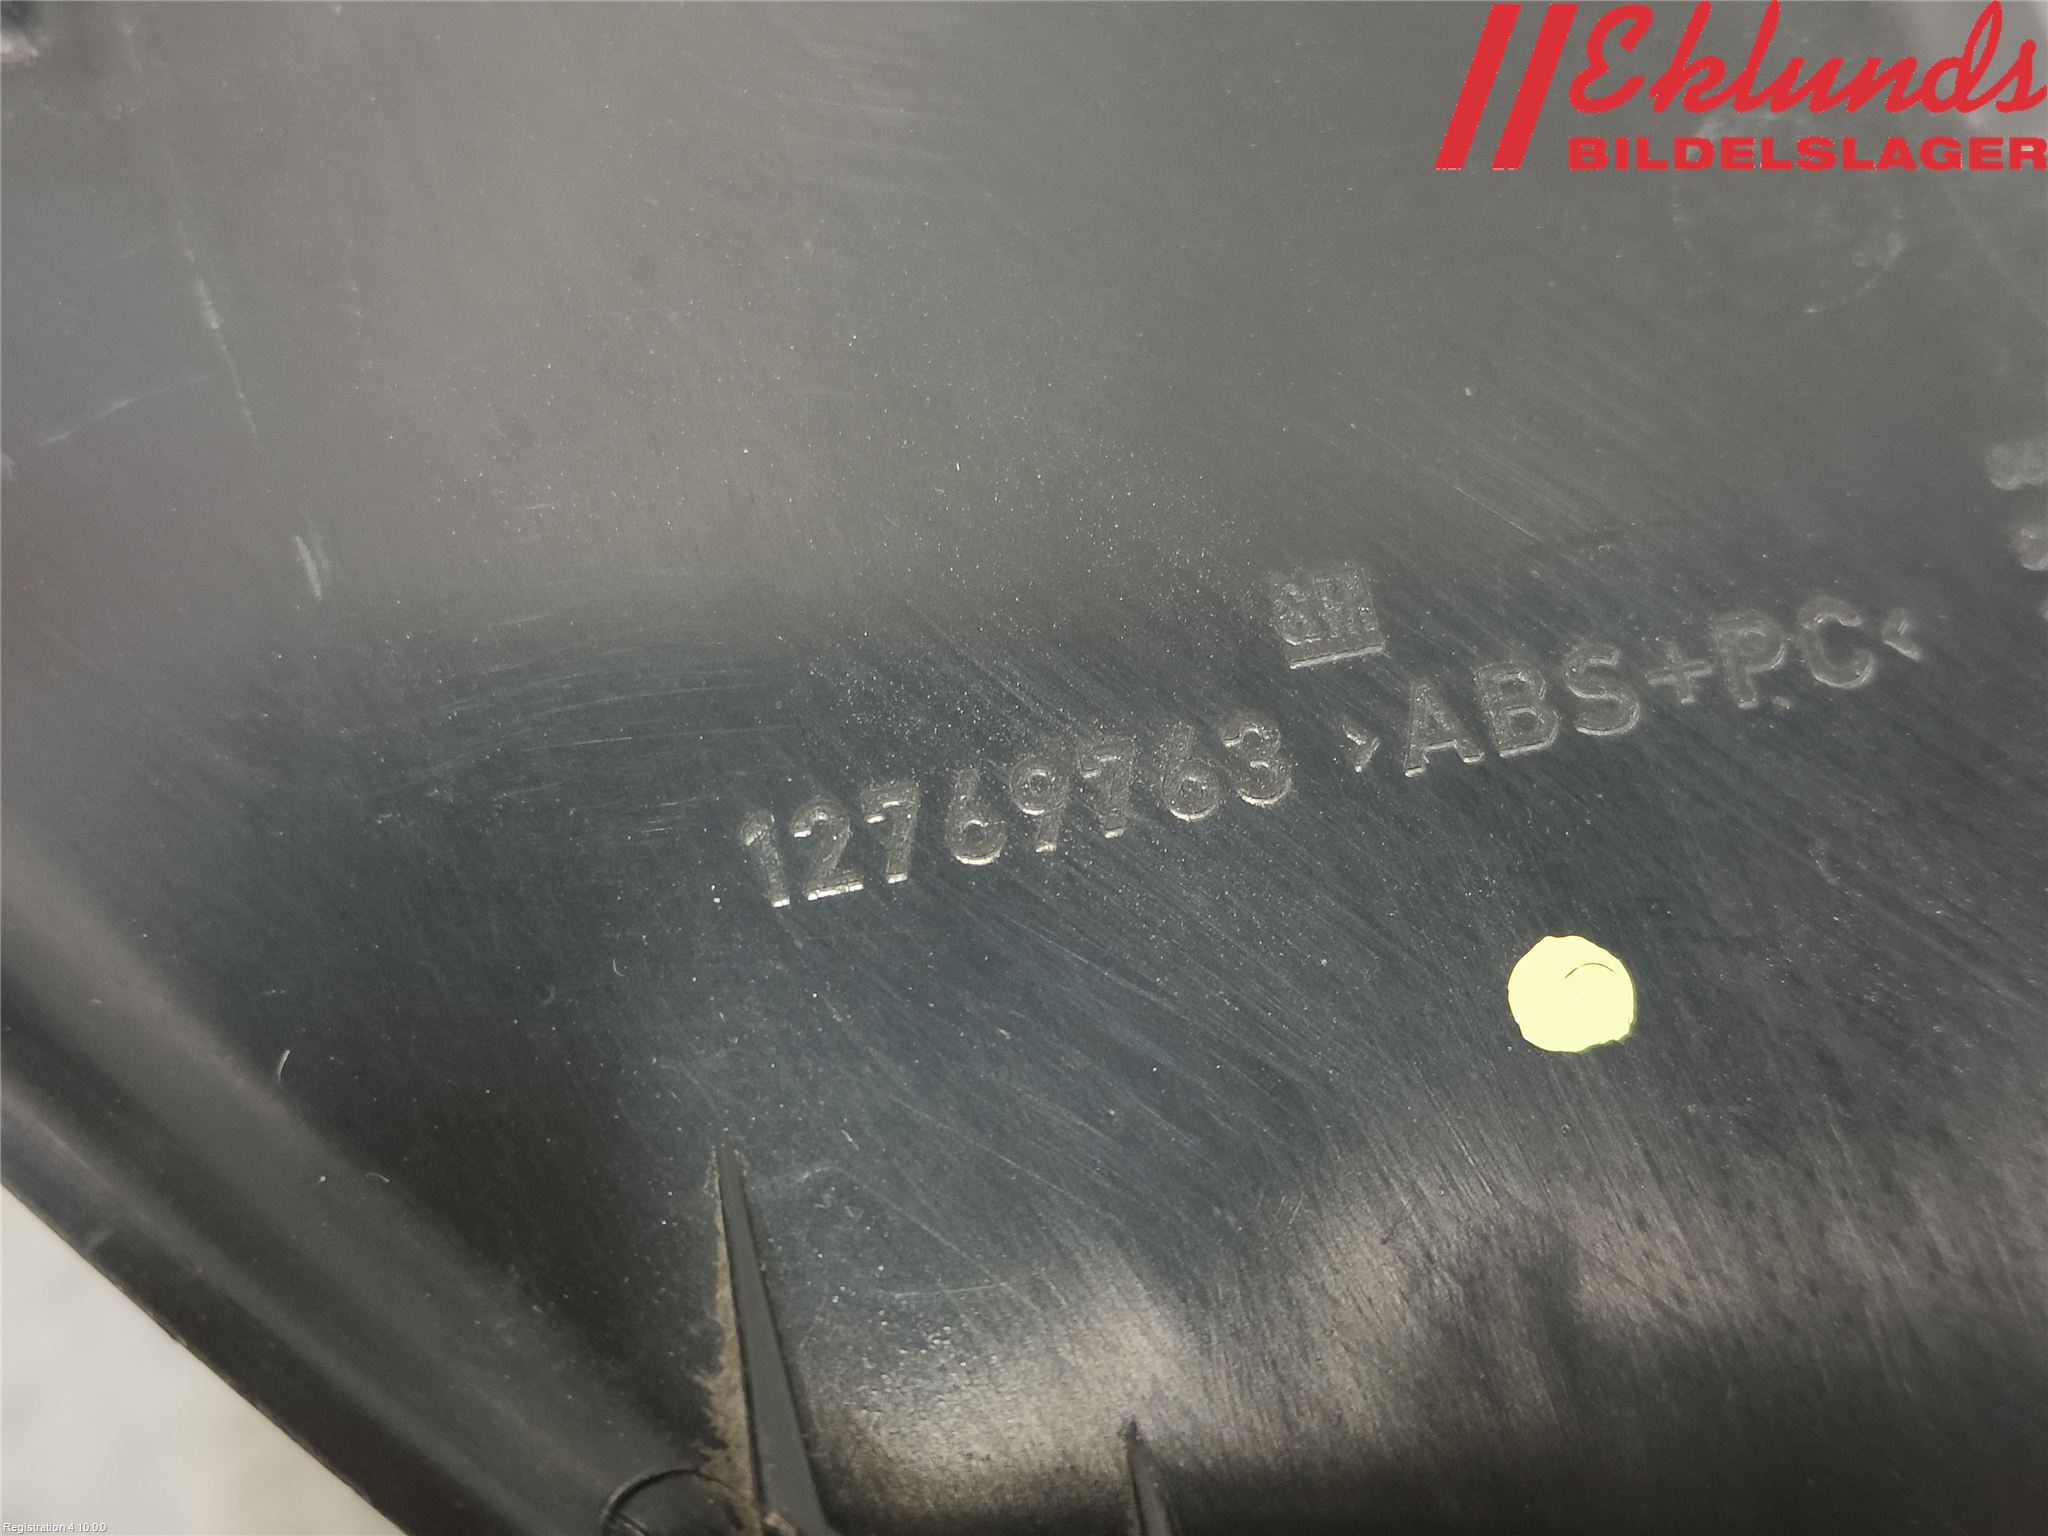 Eklunds
BILDELSLAGER
GM
12769763 >ABS+PC<
Registration 4.10.0.0